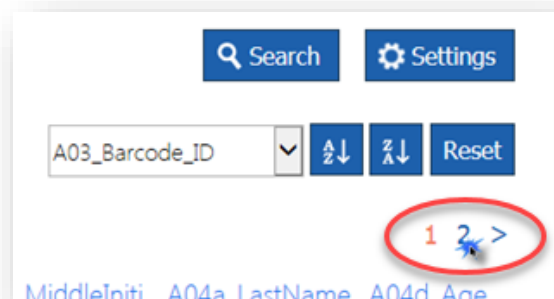 Search Settings
A03_Barcode_ID A Z↓ Z A↓ Reset
1 2 >
MiddleIniti A04a_LastName A04d_Age